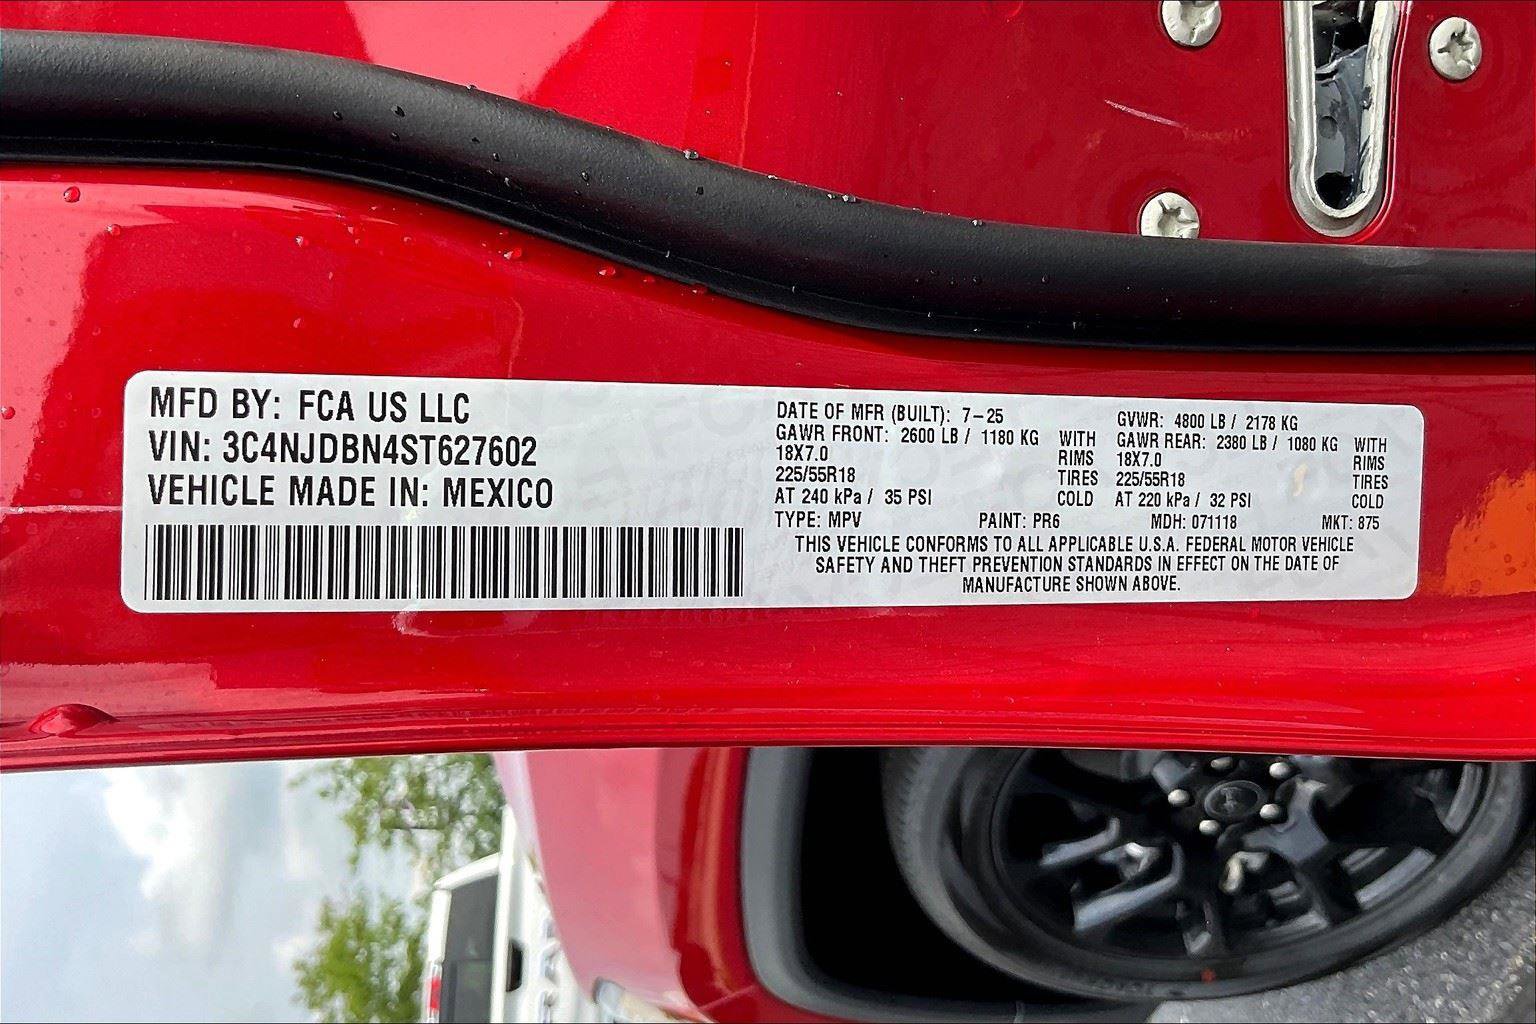 MFD BY: FCA US LLC
VIN: 3C4NJDBN4ST627602
VEHICLE MADE IN: MEXICO
DATE OF MFR (BUILT): 7-25
GAWR FRONT: 2600 LB / 1180 KG WITH
18X7.0 RIMS
225/55R18 TIRES
AT 240 kPa / 35 PSI COLD
GVWR: 4800 LB / 2178 KG
GAWR REAR: 2380 LB / 1080 KG WITH
18X7.0 RIMS
225/55R18 TIRES
AT 220 kPa / 32 PSI COLD
TYPE: MPV PAINT: PR6 MDH: 071118 MKT: 875
THIS VEHICLE CONFORMS TO ALL APPLICABLE U.S.A. FEDERAL MOTOR VEHICLE
SAFETY AND THEFT PREVENTION STANDARDS IN EFFECT ON THE DATE OF
MANUFACTURE SHOWN ABOVE.